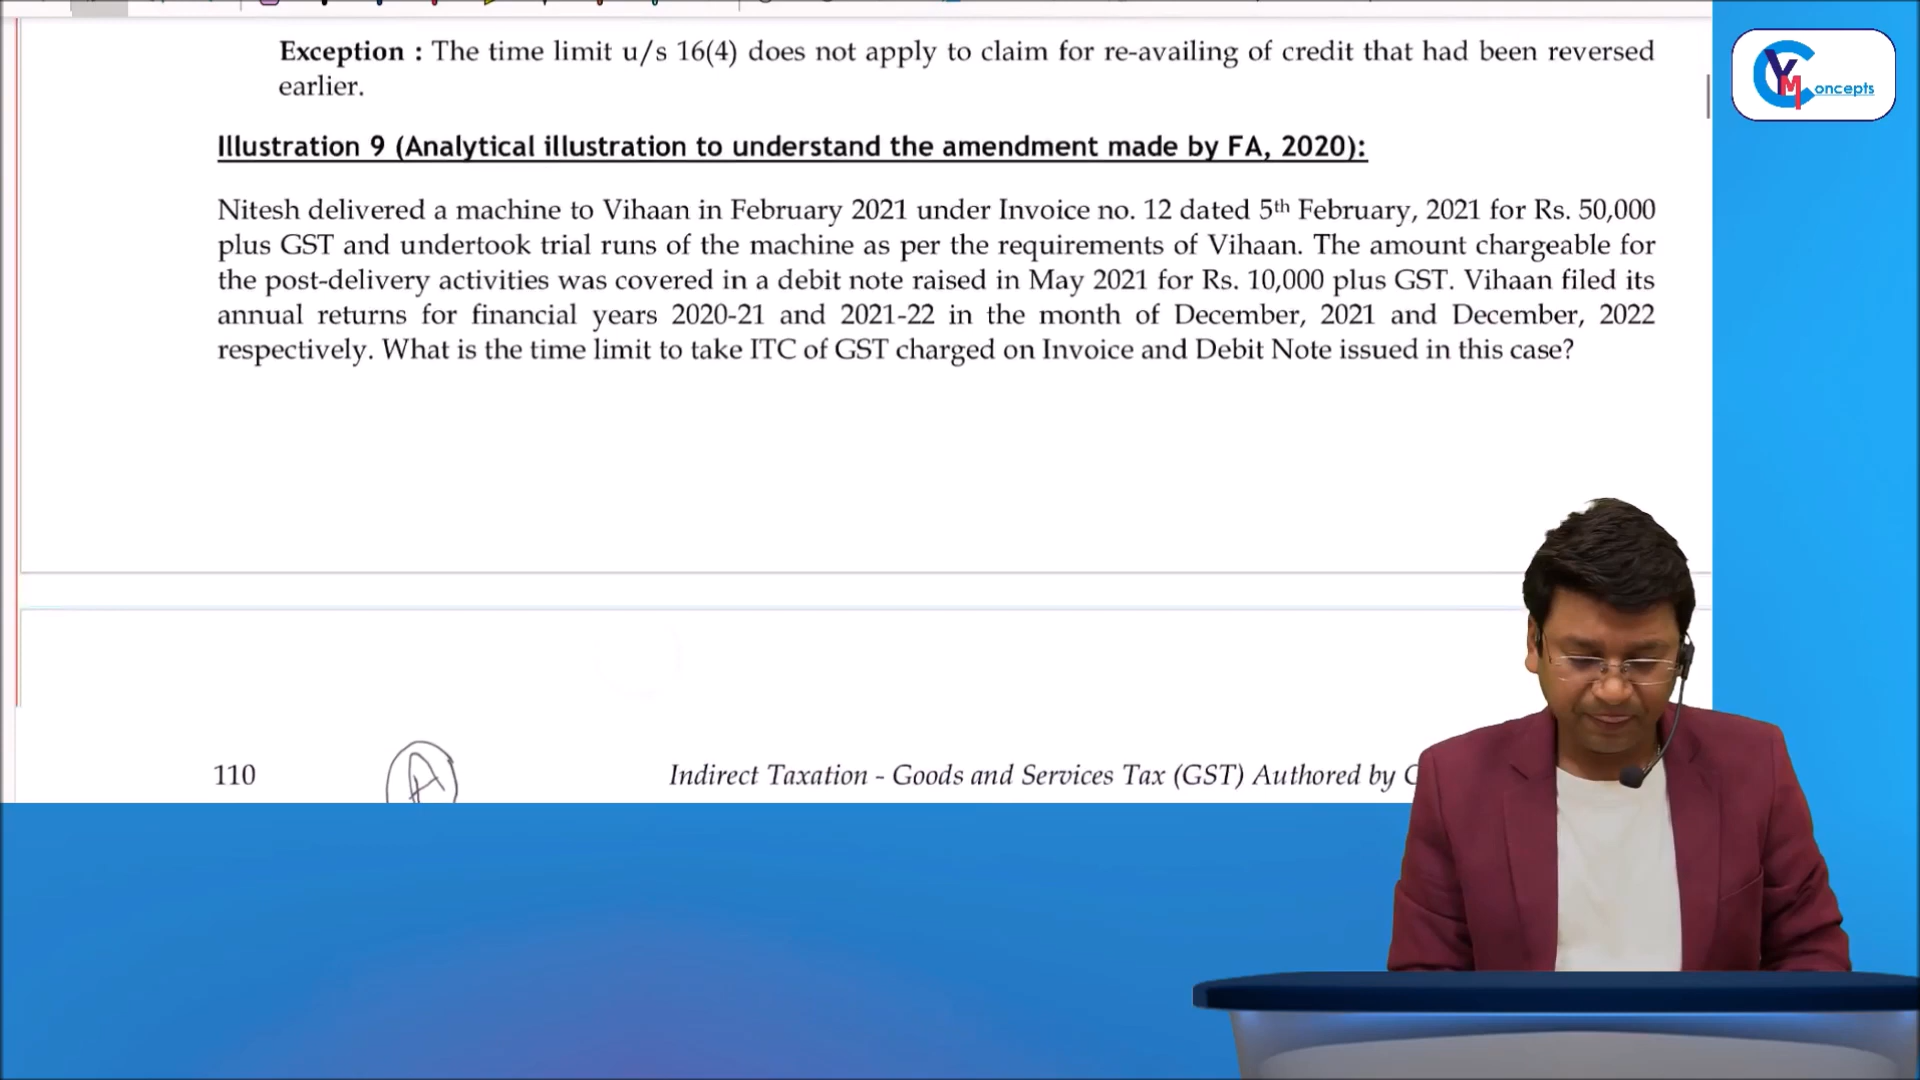 Exception : The time limit u/s 16(4) does not apply to claim for re-availing of credit that had been reversed
earlier.
Illustration 9 (Analytical illustration to understand the amendment made by FA, 2020):
Nitesh delivered a machine to Vihaan in February 2021 under Invoice no. 12 dated 5th February, 2021 for Rs. 50,000
plus GST and undertook trial runs of the machine as per the requirements of Vihaan. The amount chargeable for
the post-delivery activities was covered in a debit note raised in May 2021 for Rs. 10,000 plus GST. Vihaan filed its
annual returns for financial years 2020-21 and 2021-22 in the month of December, 2021 and December, 2022
respectively. What is the time limit to take ITC of GST charged on Invoice and Debit Note issued in this case?
110
A
Indirect Taxation - Goods and Services Tax (GST) Authored by
VM
Concepts